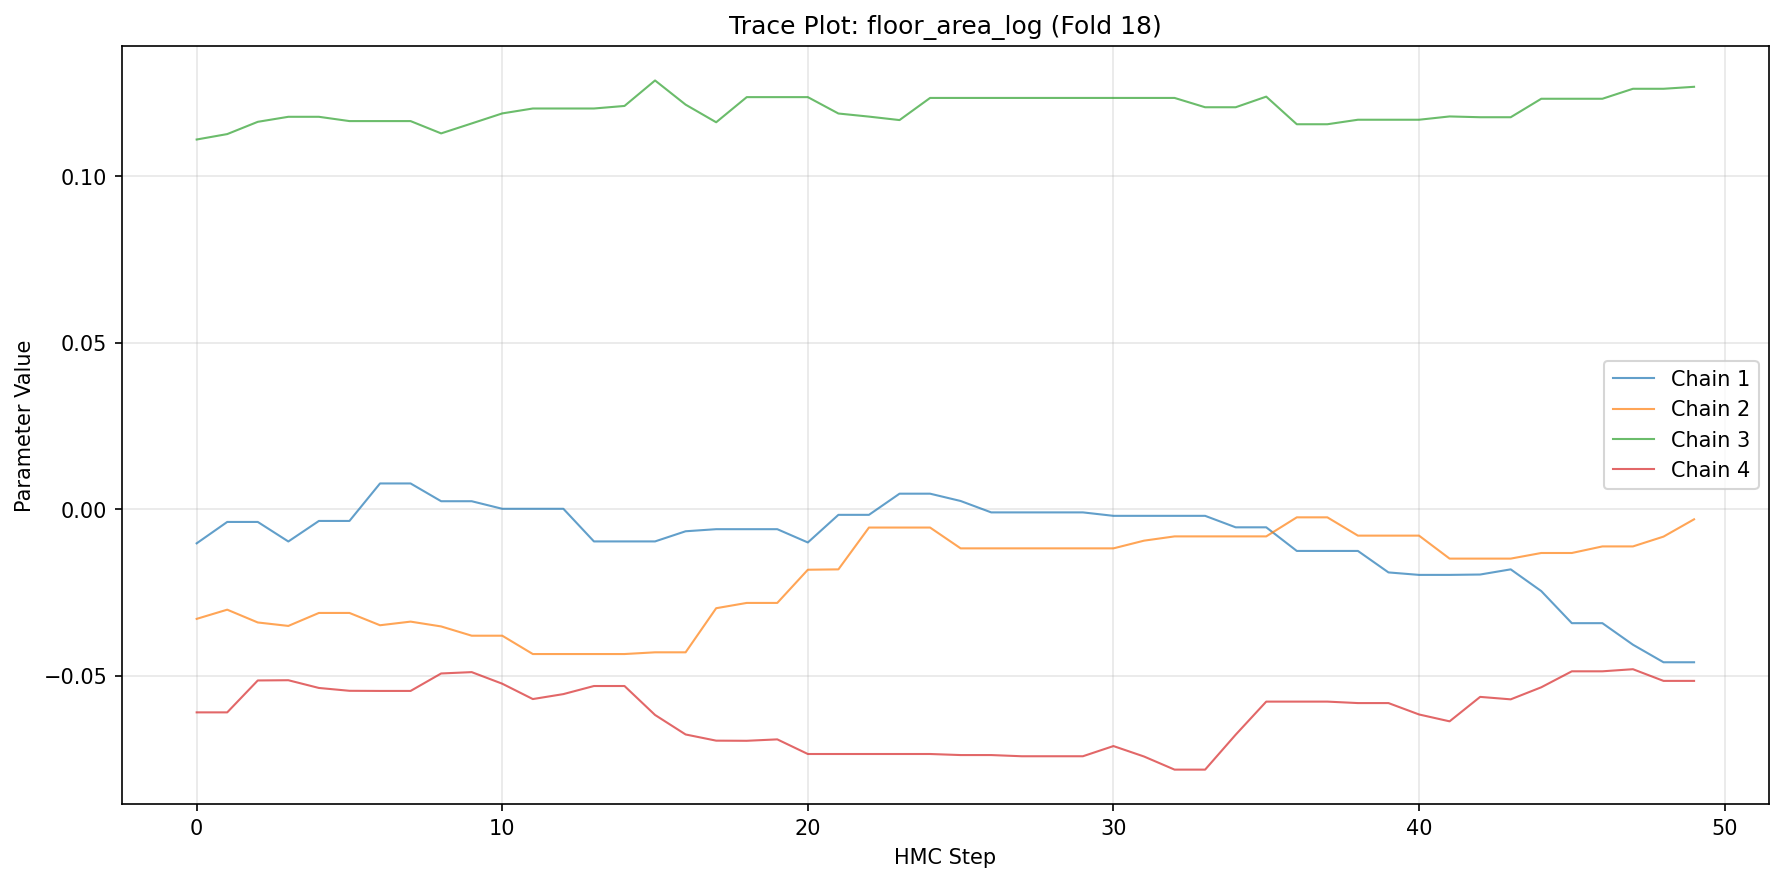 Trace Plot: floor_area_log (Fold 18)
Parameter Value
0.10
0.05
0.00
−0.05
Chain 1
Chain 2
Chain 3
Chain 4
0 10 20 30 40 50
HMC Step